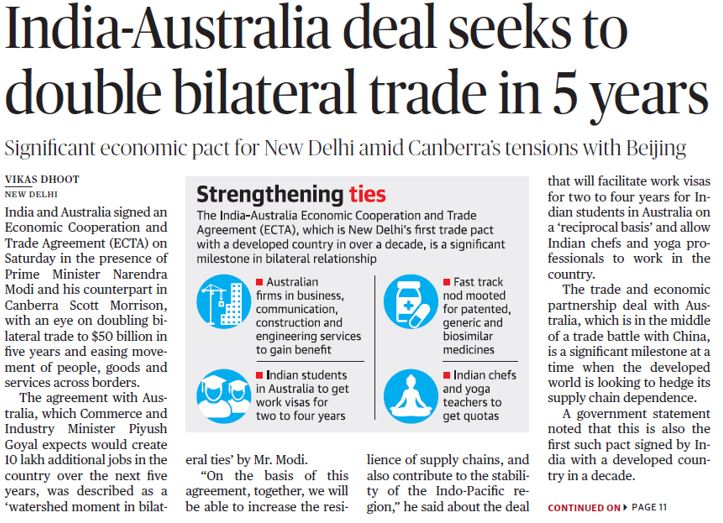 India-Australia deal seeks to
double bilateral trade in 5 years
Significant economic pact for New Delhi amid Canberra's tensions with Beijing
VIKAS DHOOT
NEW DELHI
India and Australia signed an
Economic Cooperation and
Trade Agreement (ECTA) on
Saturday in the presence of
Prime Minister Narendra
Modi and his counterpart in
Canberra Scott Morrison,
with an eye on doubling bi-
lateral trade to $50 billion in
five years and easing move-
ment of people, goods and
services across borders.
The agreement with Aus-
tralia, which Commerce and
Industry Minister Piyush
Goyal expects would create
10 lakh additional jobs in the
country over the next five
years, was described as a
'watershed moment in bilat-
Strengthening ties
The India-Australia Economic Cooperation and Trade
Agreement (ECTA), which is New Delhi's first trade pact
with a developed country in over a decade, is a significant
milestone in bilateral relationship
Australian
firms in business,
communication,
construction and
engineering services
to gain benefit
Fast track
nod mooted
for patented,
generic and
biosimilar
medicines
Indian students
in Australia to get
work visas for
two to four years
Indian chefs
and yoga
teachers to
get quotas
eral ties' by Mr. Modi.
"On the basis of this
agreement, together, we will
be able to increase the resi-
lience of supply chains, and
also contribute to the stabili-
ty of the Indo-Pacific re-
gion," he said about the deal
that will facilitate work visas
for two to four years for In-
dian students in Australia on
a 'reciprocal basis' and allow
Indian chefs and yoga pro-
fessionals to work in the
country.
The trade and economic
partnership deal with Aus-
tralia, which is in the middle
of a trade battle with China,
is a significant milestone at a
time when the developed
world is looking to hedge its
supply chain dependence.
A government statement
noted that this is also the
first such pact signed by In-
dia with a developed coun-
try in a decade.
CONTINUED ON PAGE 11